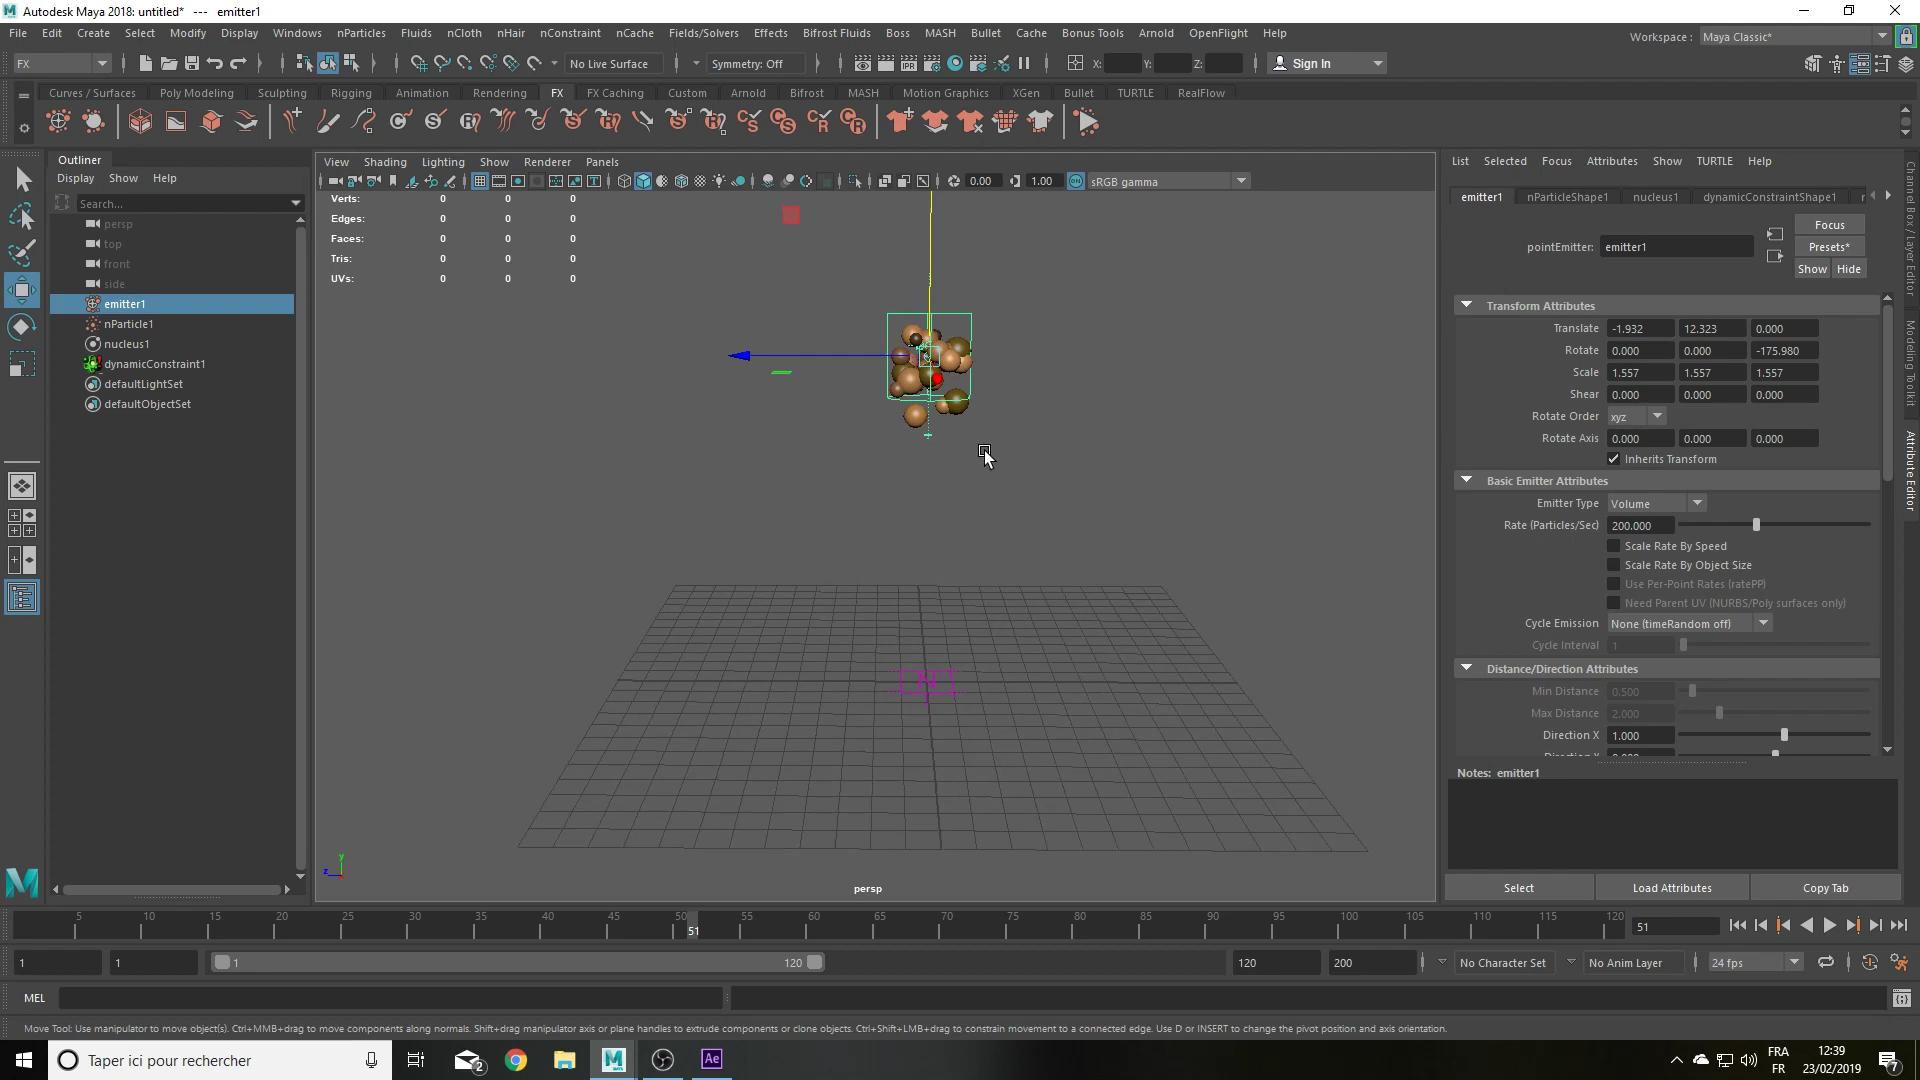 Autodesk Maya 2018: untitled* --- emitter1
File Edit Create Select Modify Display Windows nParticles Fluids nCloth nHair nConstraint nCache Fields/Solvers Effects Bifrost Fluids Boss MASH Bullet Cache Bonus Tools Arnold OpenFlight Help
Workspace : Maya Classic*
FX No Live Surface Symmetry: Off IPR X: Y: Z: Sign In
Curves / Surfaces Poly Modeling Sculpting Rigging Animation Rendering FX FX Caching Custom Arnold Bifrost MASH Motion Graphics XGen Bullet TURTLE RealFlow
Outliner
Display Show Help
Search...
persp
top
front
side
emitter1
nParticle1
nucleus1
dynamicConstraint1
defaultLightSet
defaultObjectSet
View Shading Lighting Show Renderer Panels
0.00 1.00 ON sRGB gamma
Verts: 0 0 0
Edges: 0 0 0
Faces: 0 0 0
Tris: 0 0 0
UVs: 0 0 0
N
y
z
persp
List Selected Focus Attributes Show TURTLE Help
emitter1 nParticleShape1 nucleus1 dynamicConstraintShape1
Focus
pointEmitter: emitter1 Presets*
Show Hide
Transform Attributes
Translate -1.932 12.323 0.000
Rotate 0.000 0.000 -175.980
Scale 1.557 1.557 1.557
Shear 0.000 0.000 0.000
Rotate Order xyz
Rotate Axis 0.000 0.000 0.000
Inherits Transform
Basic Emitter Attributes
Emitter Type Volume
Rate (Particles/Sec) 200.000
Scale Rate By Speed
Scale Rate By Object Size
Use Per-Point Rates (ratePP)
Need Parent UV (NURBS/Poly surfaces only)
Cycle Emission None (timeRandom off)
Cycle Interval 1
Distance/Direction Attributes
Min Distance 0.500
Max Distance 2.000
Direction X 1.000
Notes: emitter1
Select Load Attributes Copy Tab
Channel Box / Layer Editor
Modeling Toolkit
Attribute Editor
5 10 15 20 25 30 35 40 45 50 55 60 65 70 75 80 85 90 95 100 105 110 115 120
51 51
1 1 1 120 120 200 No Character Set No Anim Layer 24 fps
MEL
Move Tool: Use manipulator to move object(s). Ctrl+MMB+drag to move components along normals. Shift+drag manipulator axis or plane handles to extrude components or clone objects. Ctrl+Shift+LMB+drag to constrain movement to a connected edge. Use D or INSERT to change the pivot position and axis orientation.
Taper ici pour rechercher 2 Ae
FRA 12:39
FR 23/02/2019 7